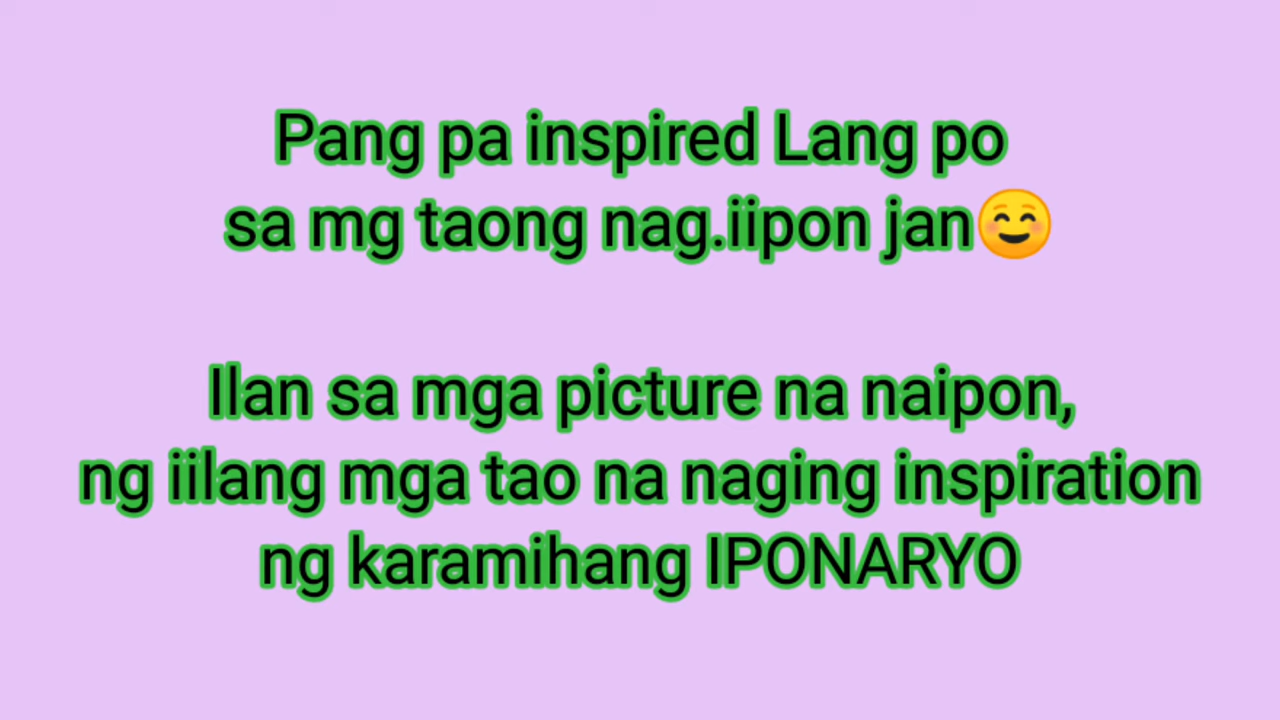 Pang pa inspired Lang po
sa mg taong nag.iipon jan☺️
Ilan sa mga picture na naipon,
ng iilang mga tao na naging inspiration
ng karamihang IPONARYO